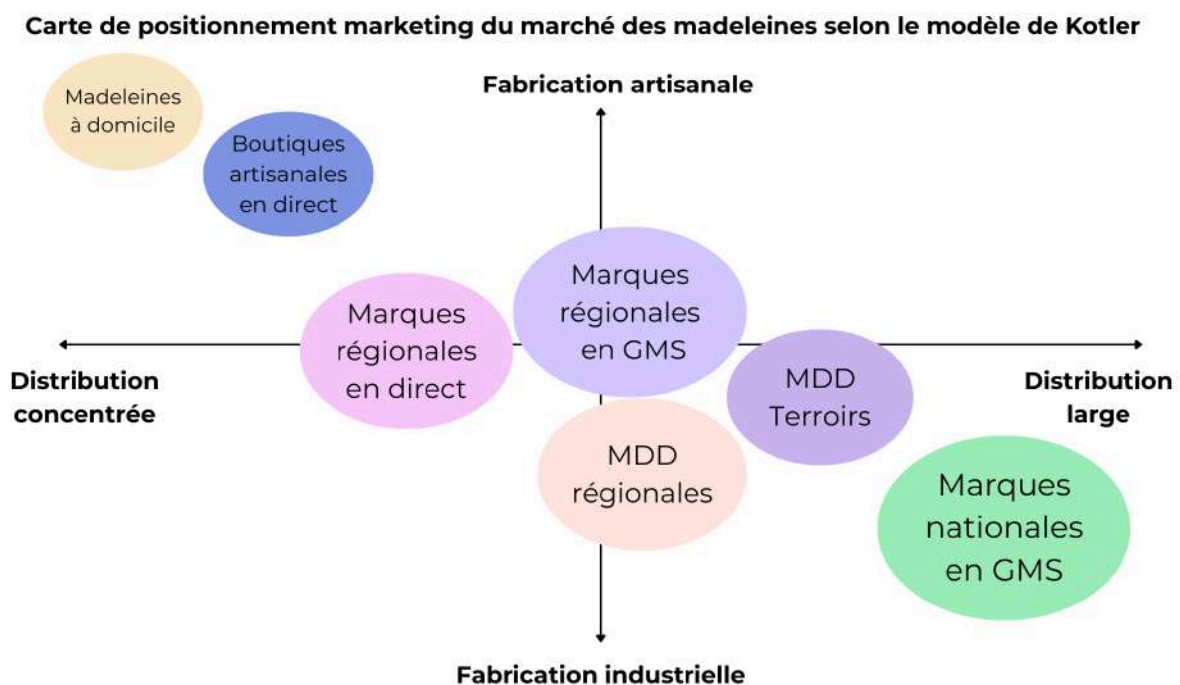 Carte de positionnement marketing du marché des madeleines selon le modèle de Kotler
Fabrication artisanale
Madeleines
à domicile
Boutiques
artisanales
en direct
Marques
régionales
en GMS
Marques
régionales
en direct
Distribution
concentrée
MDD
Terroirs
Distribution
large
MDD
régionales
Marques
nationales
en GMS
Fabrication industrielle